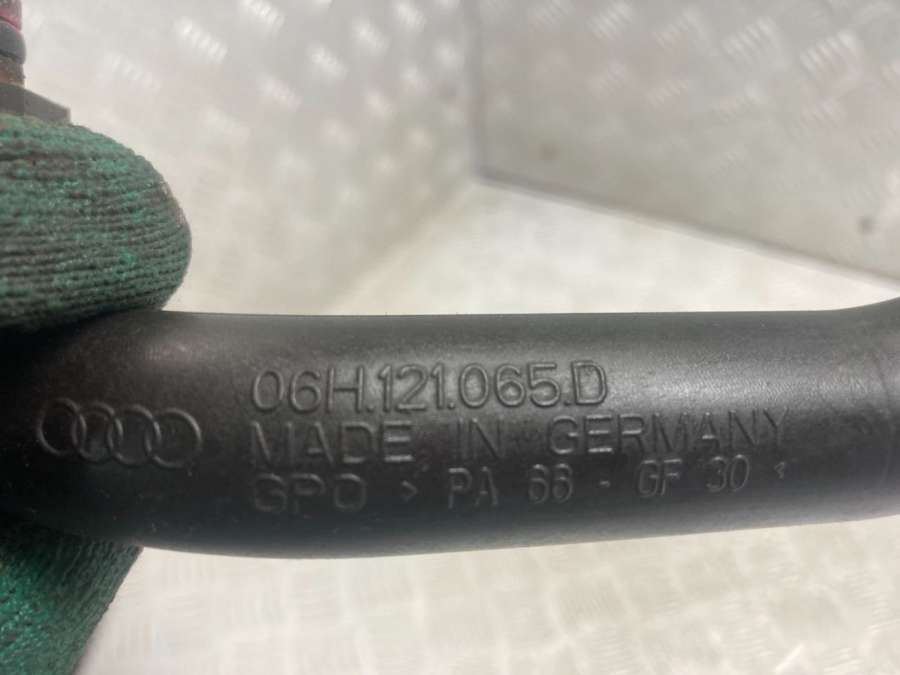 06H.121.065.D
MADE IN GERMANY
GPO > PA 66 - GF 30 <